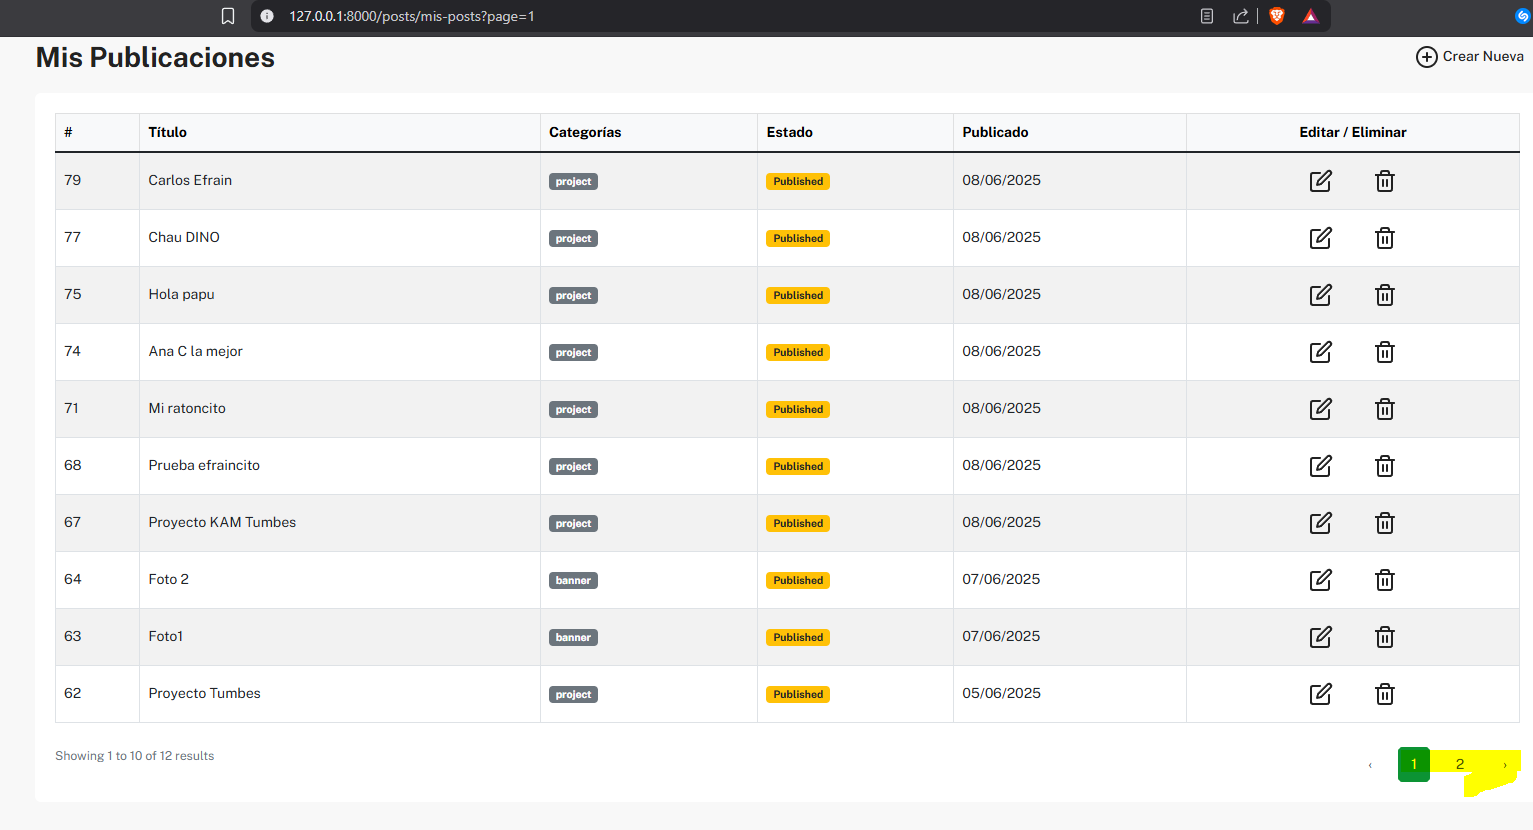 127.0.0.1:8000/posts/mis-posts?page=1
Mis Publicaciones
Crear Nueva
# Título Categorías Estado Publicado Editar / Eliminar
79 Carlos Efrain project Published 08/06/2025
77 Chau DINO project Published 08/06/2025
75 Hola papu project Published 08/06/2025
74 Ana C la mejor project Published 08/06/2025
71 Mi ratoncito project Published 08/06/2025
68 Prueba efraincito project Published 08/06/2025
67 Proyecto KAM Tumbes project Published 08/06/2025
64 Foto 2 banner Published 07/06/2025
63 Foto1 banner Published 07/06/2025
62 Proyecto Tumbes project Published 05/06/2025
Showing 1 to 10 of 12 results
‹ 1 2 ›